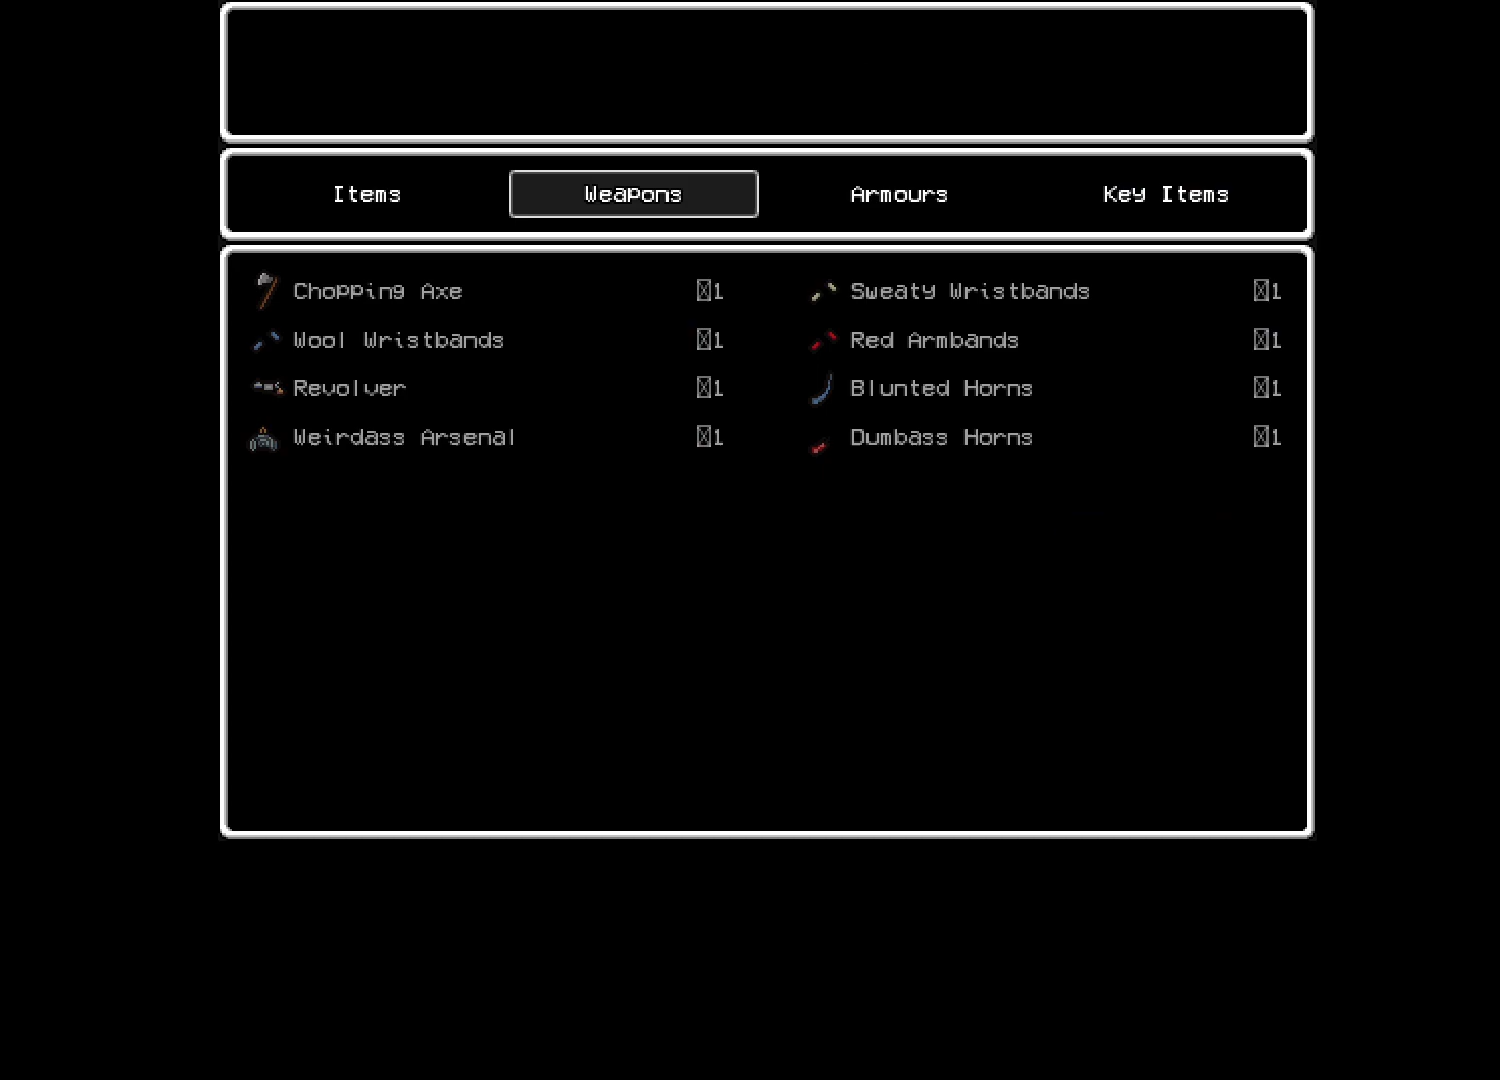 Items Weapons Armours Key Items
Chopping Axe ☒1 Sweaty Wristbands ☒1
Wool Wristbands ☒1 Red Armbands ☒1
Revolver ☒1 Blunted Horns ☒1
Weirdass Arsenal ☒1 Dumbass Horns ☒1